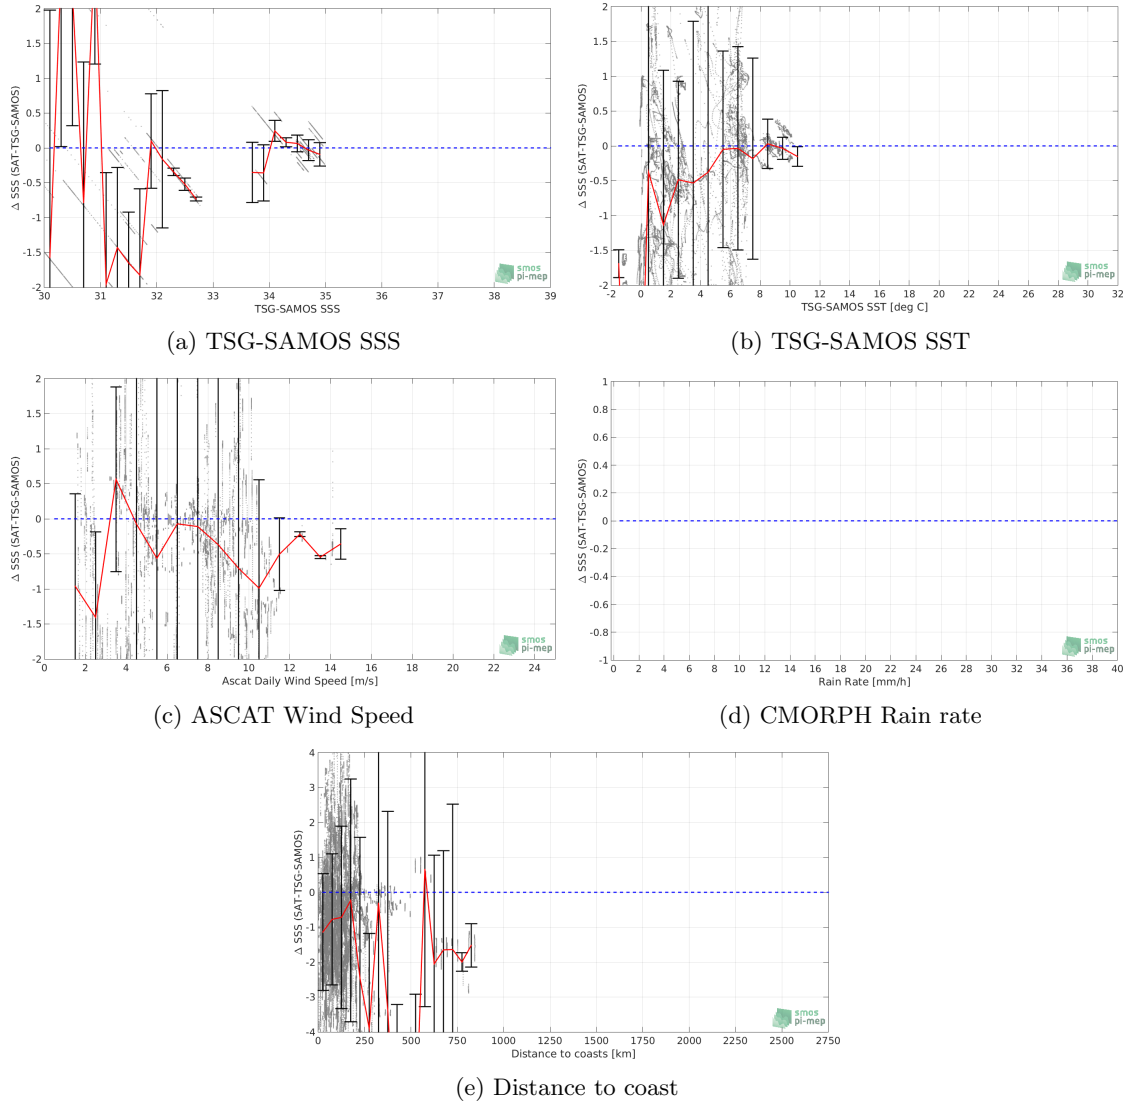 2
1.5
1
0.5
0
-0.5
-1
-1.5
-2
Δ SSS (SAT-TSG-SAMOS)
30 31 32 33 34 35 36 37 38 39
TSG-SAMOS SSS
smos
pi-mep
(a) TSG-SAMOS SSS
2
1.5
1
0.5
0
-0.5
-1
-1.5
-2
Δ SSS (SAT-TSG-SAMOS)
-2 0 2 4 6 8 10 12 14 16 18 20 22 24 26 28 30 32
TSG-SAMOS SST [deg C]
smos
pi-mep
(b) TSG-SAMOS SST
2
1.5
1
0.5
0
-0.5
-1
-1.5
-2
Δ SSS (SAT-TSG-SAMOS)
0 2 4 6 8 10 12 14 16 18 20 22 24
Ascat Daily Wind Speed [m/s]
smos
pi-mep
(c) ASCAT Wind Speed
1
0.8
0.6
0.4
0.2
0
-0.2
-0.4
-0.6
-0.8
-1
Δ SSS (SAT-TSG-SAMOS)
0 2 4 6 8 10 12 14 16 18 20 22 24 26 28 30 32 34 36 38 40
Rain Rate [mm/h]
smos
pi-mep
(d) CMORPH Rain rate
4
3
2
1
0
-1
-2
-3
-4
Δ SSS (SAT-TSG-SAMOS)
0 250 500 750 1000 1250 1500 1750 2000 2250 2500 2750
Distance to coasts [km]
smos
pi-mep
(e) Distance to coast